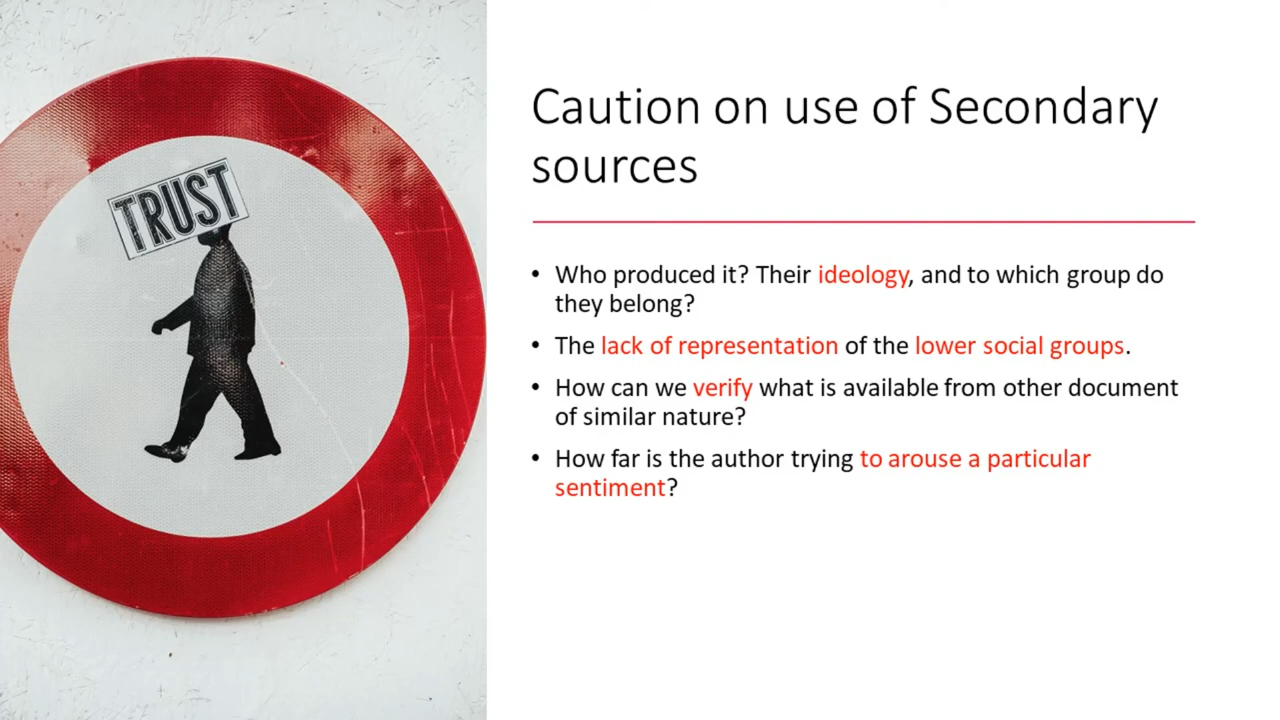 TRUST
Caution on use of Secondary
sources
• Who produced it? Their ideology, and to which group do
they belong?
• The lack of representation of the lower social groups.
• How can we verify what is available from other document
of similar nature?
• How far is the author trying to arouse a particular
sentiment?